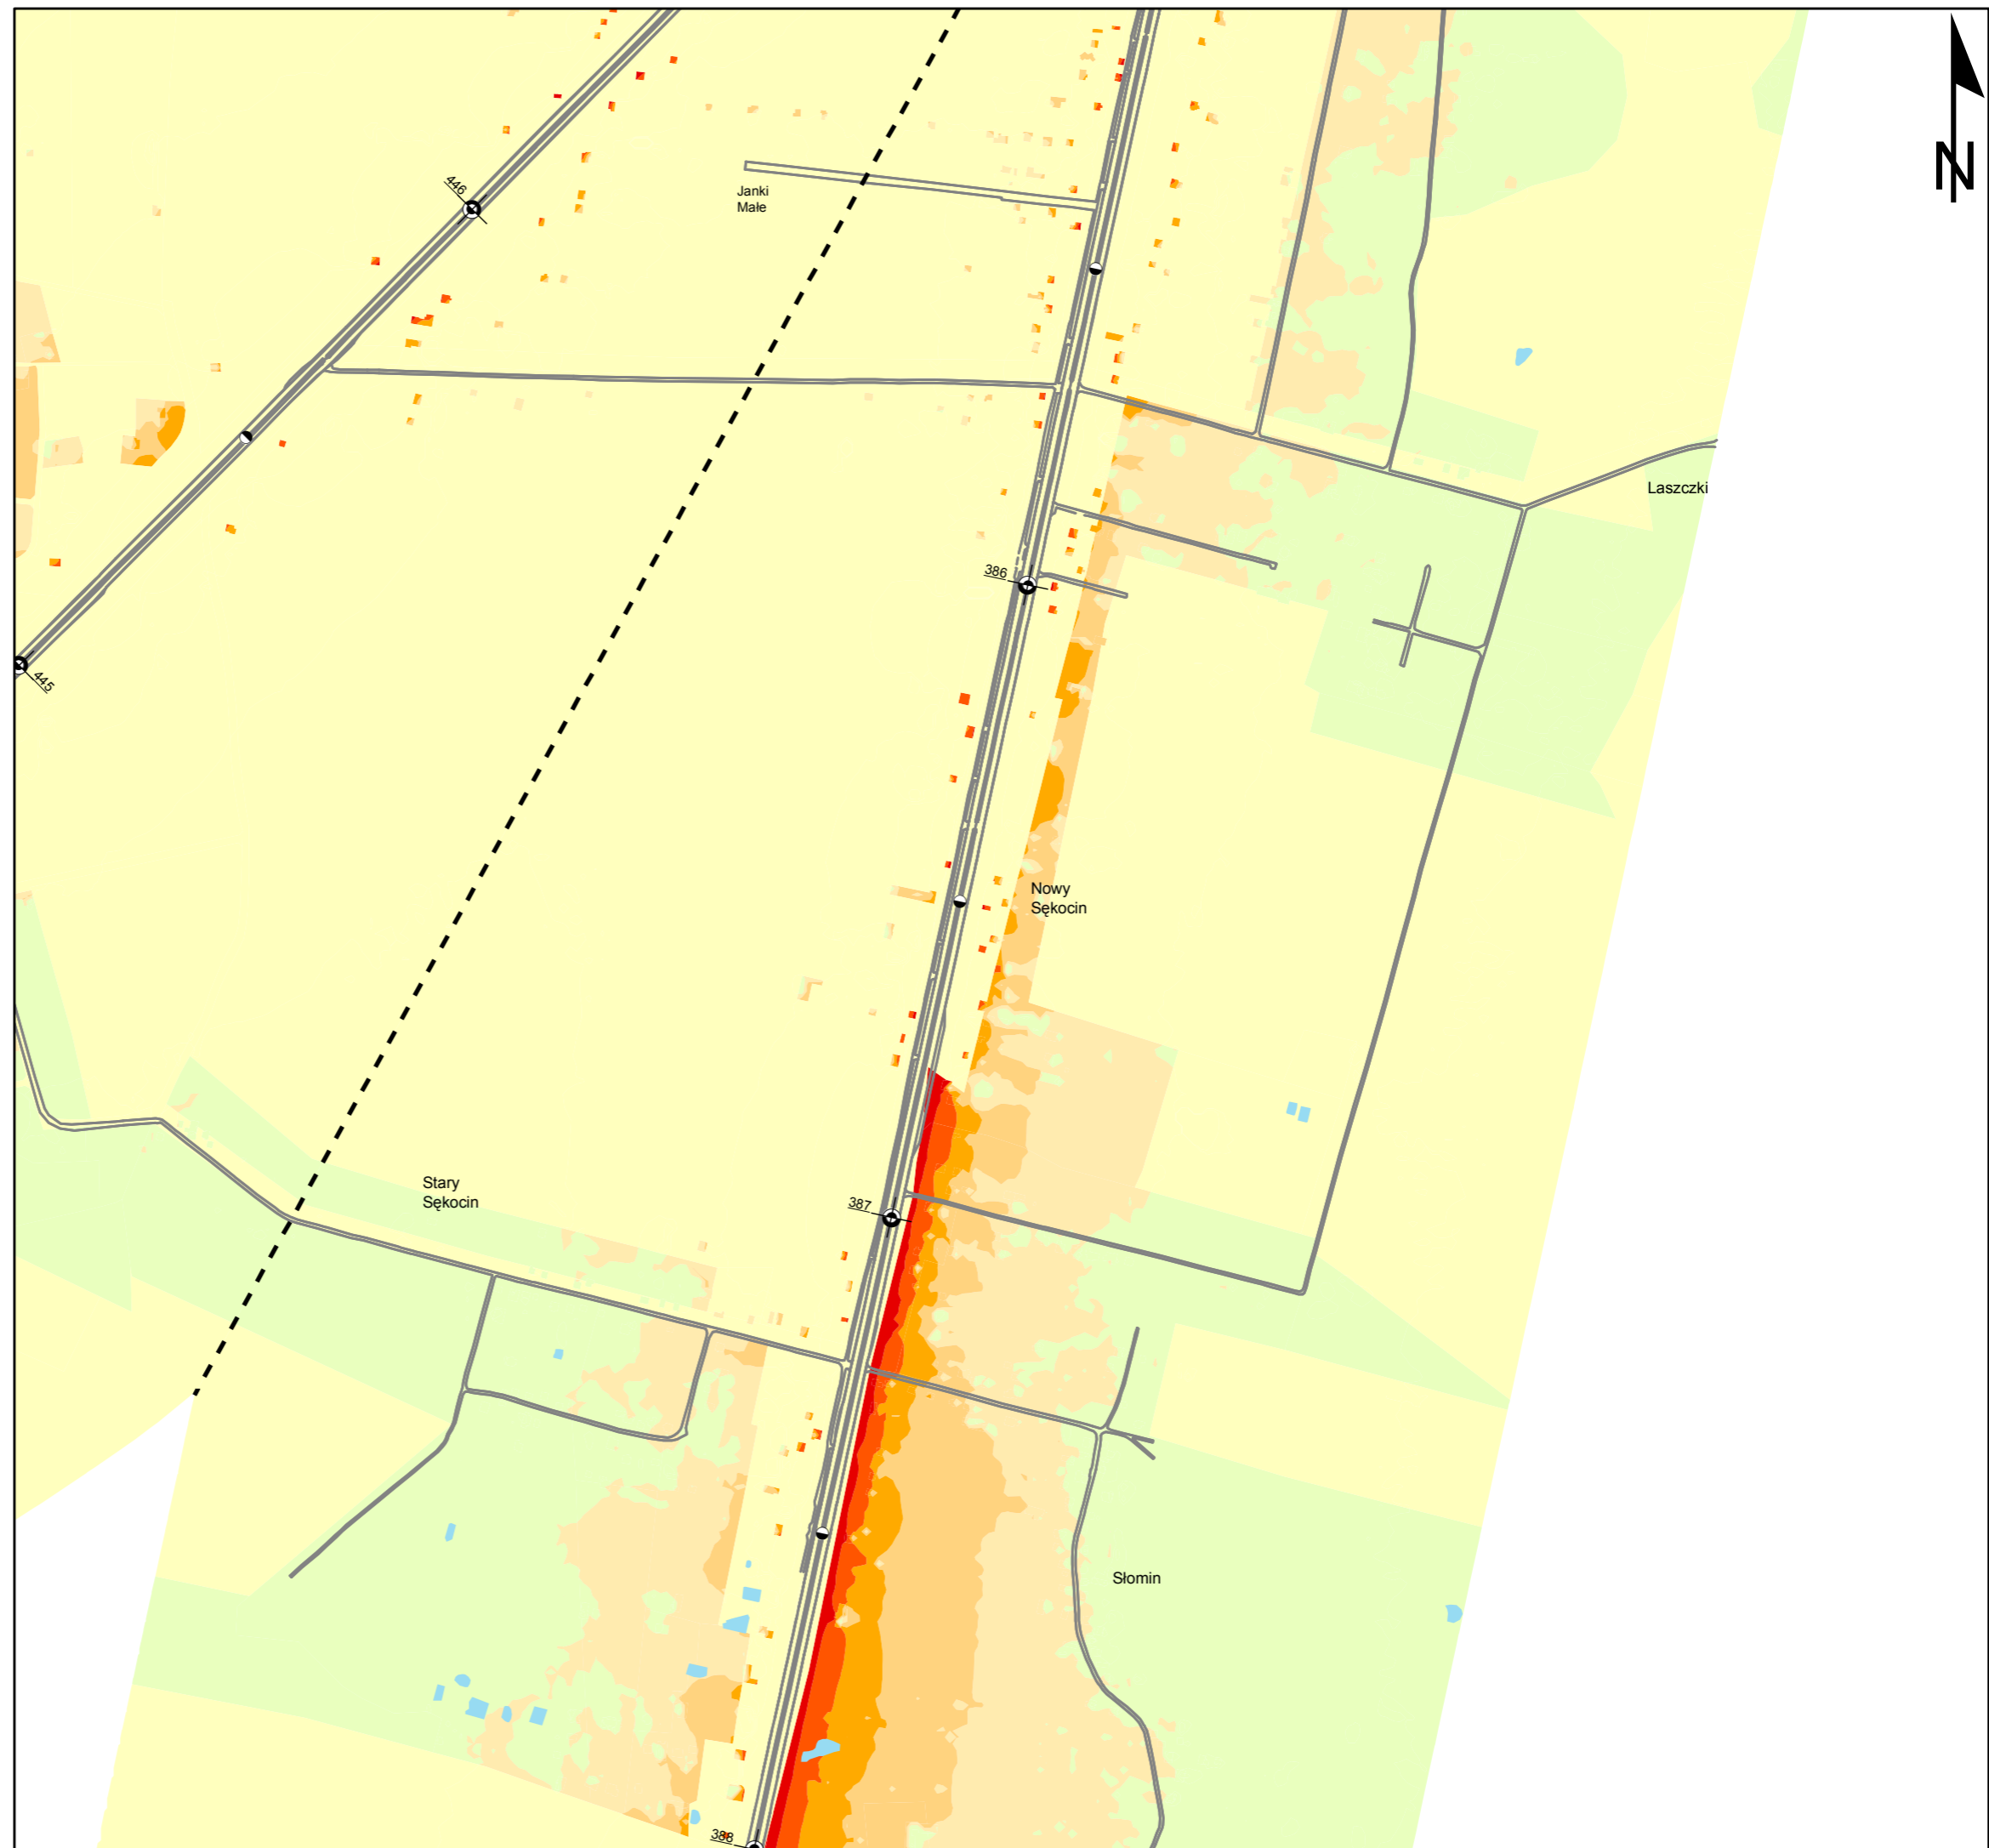 N
446
Janki
Małe
Laszczki
386
445
Nowy
Sękocin
Stary
Sękocin
387
Słomin
388